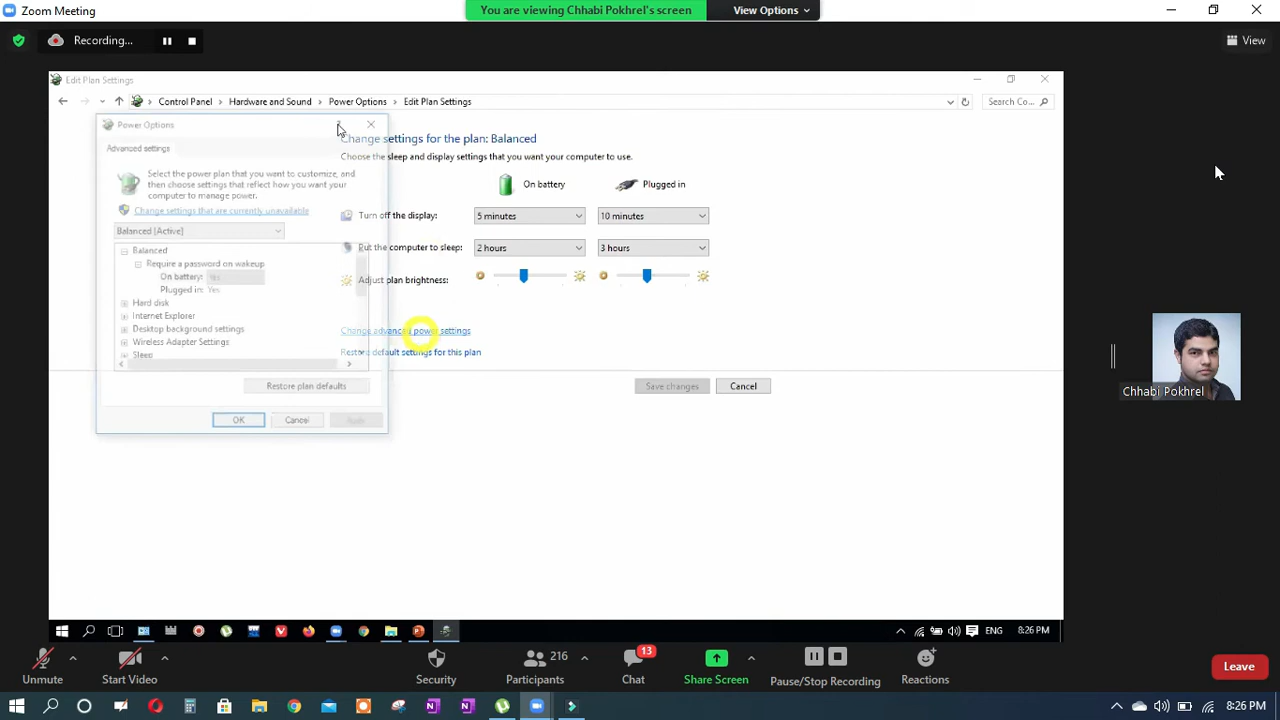 Zoom Meeting
You are viewing Chhabi Pokhrel's screen
View Options
Recording...
View
Edit Plan Settings
Control Panel > Hardware and Sound > Power Options > Edit Plan Settings
Search Co...
Power Options
?
Advanced settings
Select the power plan that you want to customize, and
then choose settings that reflect how you want your
computer to manage power.
Change settings that are currently unavailable
Balanced [Active]
Balanced
Require a password on wakeup
On battery: Yes
Plugged in: Yes
Hard disk
Internet Explorer
Desktop background settings
Wireless Adapter Settings
Sleep
Restore plan defaults
OK
Cancel
Apply
Change settings for the plan: Balanced
Choose the sleep and display settings that you want your computer to use.
On battery
Plugged in
Turn off the display:
5 minutes
10 minutes
Put the computer to sleep:
2 hours
3 hours
Adjust plan brightness:
Change advanced power settings
Restore default settings for this plan
Save changes
Cancel
Chhabi Pokhrel
ENG
8:26 PM
Unmute
Start Video
Security
216
Participants
13
Chat
Share Screen
Pause/Stop Recording
Reactions
Leave
8:26 PM